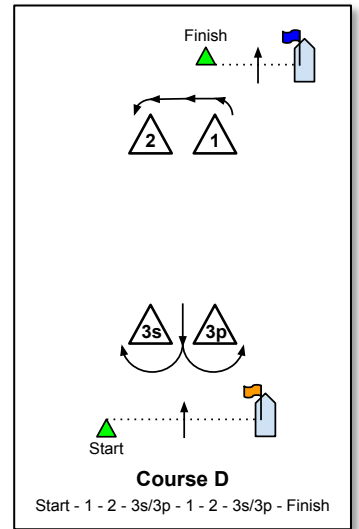 Finish
2 1
3s 3p
Start
Course D
Start - 1 - 2 - 3s/3p - 1 - 2 - 3s/3p - Finish